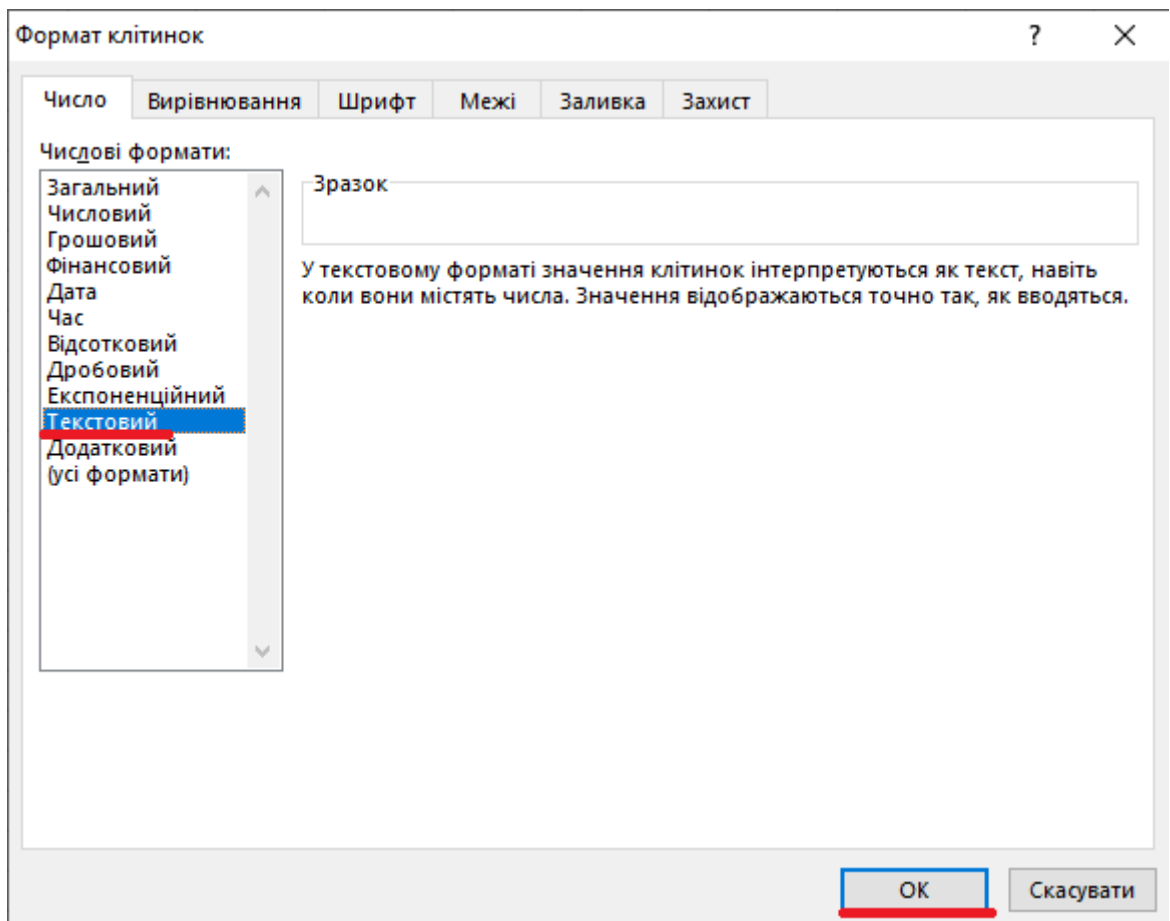 Формат клітинок
?
Число Вирівнювання Шрифт Межі Заливка Захист
Числові формати:
Загальний
Числовий
Грошовий
Фінансовий
Дата
Час
Відсотковий
Дробовий
Експоненційний
Текстовий
Додатковий
(усі формати)
Зразок
У текстовому форматі значення клітинок інтерпретуються як текст, навіть
коли вони містять числа. Значення відображаються точно так, як вводяться.
ОК Скасувати